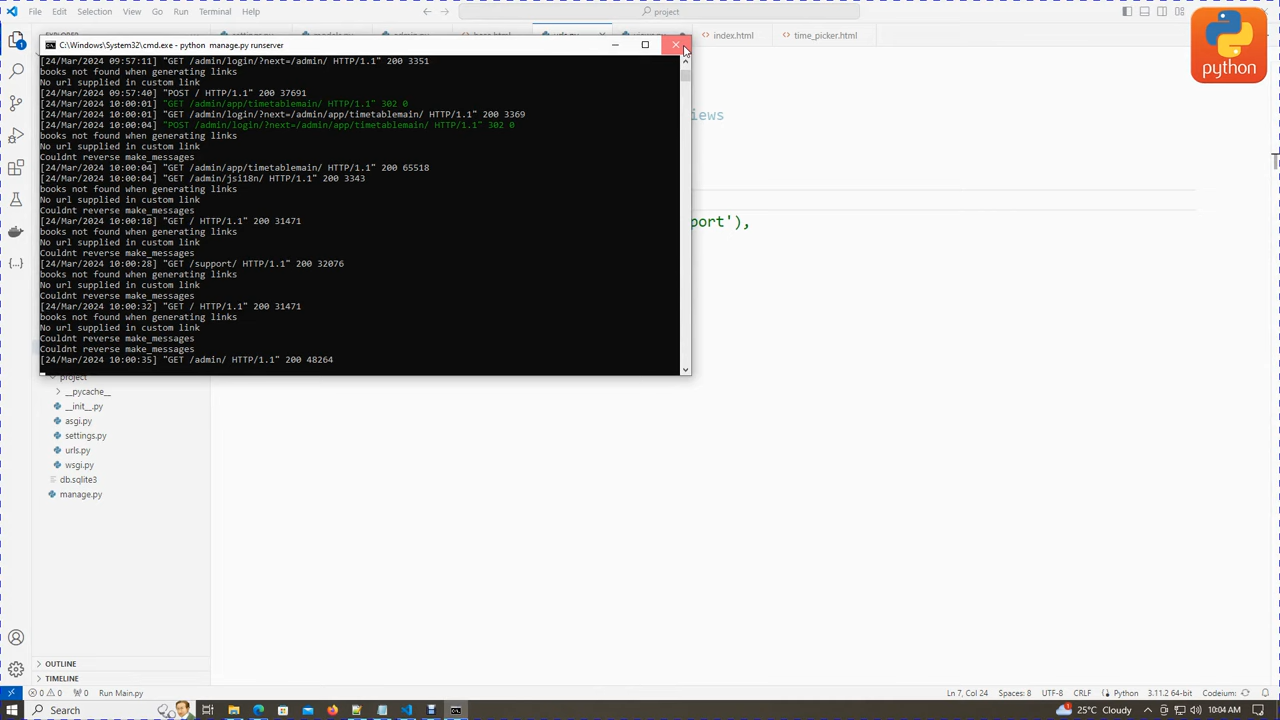 File Edit Selection View Go Run Terminal Help
project
index.html
time_picker.html
C:\Windows\System32\cmd.exe - python manage.py runserver
[24/Mar/2024 09:57:11] "GET /admin/login/?next=/admin/ HTTP/1.1" 200 3351
books not found when generating links
No url supplied in custom link
[24/Mar/2024 09:57:40] "POST / HTTP/1.1" 200 37691
[24/Mar/2024 10:00:01] "GET /admin/app/timetablemain/ HTTP/1.1" 302 0
[24/Mar/2024 10:00:01] "GET /admin/login/?next=/admin/app/timetablemain/ HTTP/1.1" 200 3369
[24/Mar/2024 10:00:04] "POST /admin/login/?next=/admin/app/timetablemain/ HTTP/1.1" 302 0
books not found when generating links
No url supplied in custom link
Couldnt reverse make_messages
[24/Mar/2024 10:00:04] "GET /admin/app/timetablemain/ HTTP/1.1" 200 65518
[24/Mar/2024 10:00:04] "GET /admin/jsi18n/ HTTP/1.1" 200 3343
books not found when generating links
No url supplied in custom link
Couldnt reverse make_messages
[24/Mar/2024 10:00:18] "GET / HTTP/1.1" 200 31471
books not found when generating links
No url supplied in custom link
Couldnt reverse make_messages
[24/Mar/2024 10:00:28] "GET /support/ HTTP/1.1" 200 32076
books not found when generating links
No url supplied in custom link
Couldnt reverse make_messages
[24/Mar/2024 10:00:32] "GET / HTTP/1.1" 200 31471
books not found when generating links
No url supplied in custom link
Couldnt reverse make_messages
Couldnt reverse make_messages
[24/Mar/2024 10:00:35] "GET /admin/ HTTP/1.1" 200 48264
python
iews
port'),
project
__pycache__
__init__.py
asgi.py
settings.py
urls.py
wsgi.py
db.sqlite3
manage.py
OUTLINE
TIMELINE
0 0 0 Run Main.py
Ln 7, Col 24 Spaces: 8 UTF-8 CRLF Python 3.11.2 64-bit Codeium:
Search
25°C Cloudy 10:04 AM